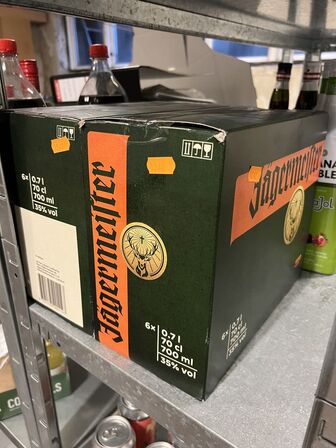 6x 0.7 l
70 cl
700 ml
35% vol
Jägermeister
6x 0.7 l
70 cl
700 ml
35% vol
Jägermeister
6x 0.7 l
70 cl
700 ml
35% vol